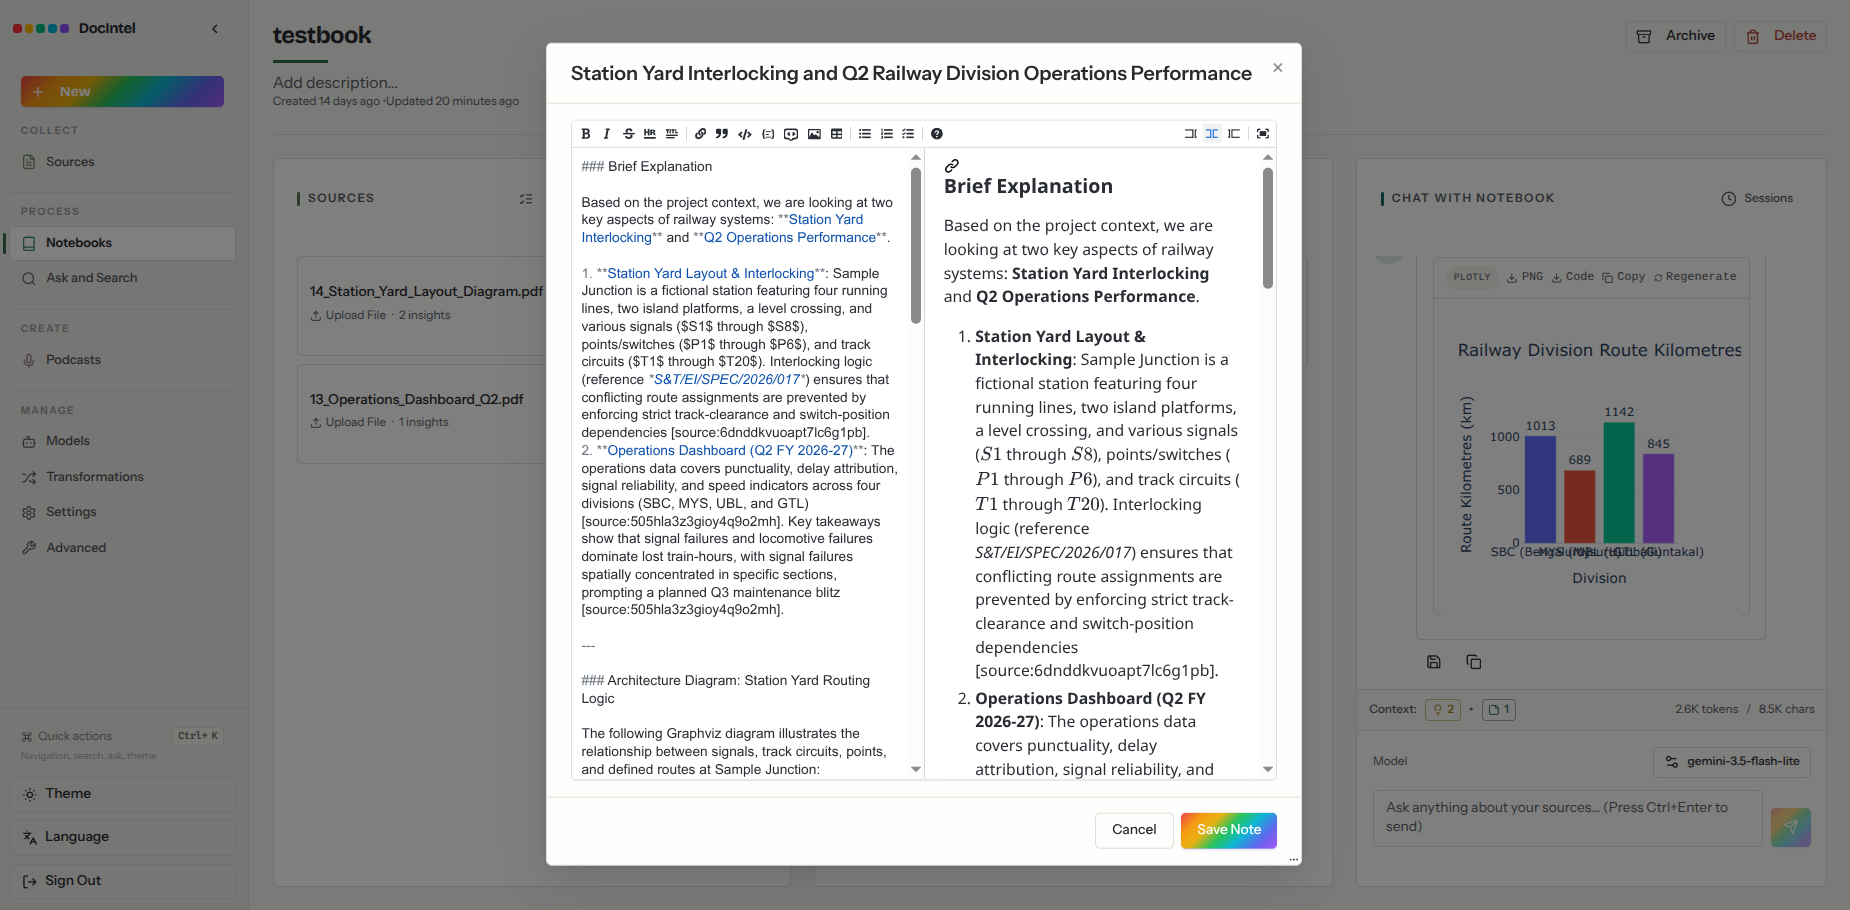 DocIntel
+ New
COLLECT
Sources
PROCESS
Notebooks
Ask and Search
CREATE
Podcasts
MANAGE
Models
Transformations
Settings
Advanced
Quick actions Ctrl+ K
Navigation, search, ask, theme
Theme
Language
Sign Out
testbook
Add description...
Created 14 days ago ·Updated 20 minutes ago
Archive
Delete
SOURCES
14_Station_Yard_Layout_Diagram.pdf
Upload File · 2 insights
13_Operations_Dashboard_Q2.pdf
Upload File · 1 insights
Station Yard Interlocking and Q2 Railway Division Operations Performance
### Brief Explanation
Based on the project context, we are looking at two
key aspects of railway systems: **Station Yard
Interlocking** and **Q2 Operations Performance**.
1. **Station Yard Layout & Interlocking**: Sample
Junction is a fictional station featuring four running
lines, two island platforms, a level crossing, and
various signals ($S1$ through $S8$),
points/switches ($P1$ through $P6$), and track
circuits ($T1$ through $T20$). Interlocking logic
(reference *S&T/EI/SPEC/2026/017*) ensures that
conflicting route assignments are prevented by
enforcing strict track-clearance and switch-position
dependencies [source:6dnddkvuoapt7lc6g1pb].
2. **Operations Dashboard (Q2 FY 2026-27)**: The
operations data covers punctuality, delay attribution,
signal reliability, and speed indicators across four
divisions (SBC, MYS, UBL, and GTL)
[source:505hla3z3gioy4q9o2mh]. Key takeaways
show that signal failures and locomotive failures
dominate lost train-hours, with signal failures
spatially concentrated in specific sections,
prompting a planned Q3 maintenance blitz
[source:505hla3z3gioy4q9o2mh].
---
### Architecture Diagram: Station Yard Routing
Logic
The following Graphviz diagram illustrates the
relationship between signals, track circuits, points,
and defined routes at Sample Junction:
Brief Explanation
Based on the project context, we are
looking at two key aspects of railway
systems: Station Yard Interlocking
and Q2 Operations Performance.
1. Station Yard Layout &
Interlocking: Sample Junction is a
fictional station featuring four
running lines, two island platforms,
a level crossing, and various signals
(S1 through S8), points/switches (
P1 through P6), and track circuits (
T1 through T20). Interlocking
logic (reference
S&T/EI/SPEC/2026/017) ensures that
conflicting route assignments are
prevented by enforcing strict track-
clearance and switch-position
dependencies
[source:6dnddkvuoapt7lc6g1pb].
2. Operations Dashboard (Q2 FY
2026-27): The operations data
covers punctuality, delay
attribution, signal reliability, and
Cancel
Save Note
CHAT WITH NOTEBOOK
Sessions
PLOTLY PNG Code Copy Regenerate
Railway Division Route Kilometres
Route Kilometres (km)
1000
500
0
1013
689
1142
845
SBC
Division
Context: 2 • 1
2.6K tokens / 8.5K chars
Model
gemini-3.5-flash-lite
Ask anything about your sources... (Press Ctrl+Enter to
send)